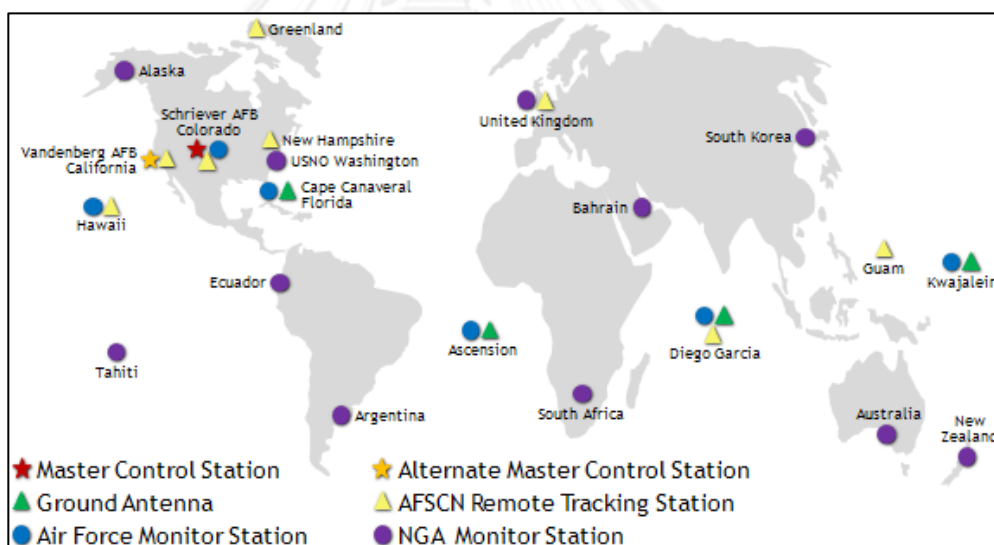 Greenland
Alaska
Schriever AFB
Colorado
United Kingdom
New Hampshire
South Korea
Vandenberg AFB
California
USNO Washington
Cape Canaveral
Florida
Bahrain
Hawaii
Guam
Ecuador
Kwajalein
Ascension
Diego Garcia
Tahiti
Argentina
South Africa
Australia
New
Zealand
Master Control Station
Alternate Master Control Station
Ground Antenna
AFSCN Remote Tracking Station
Air Force Monitor Station
NGA Monitor Station